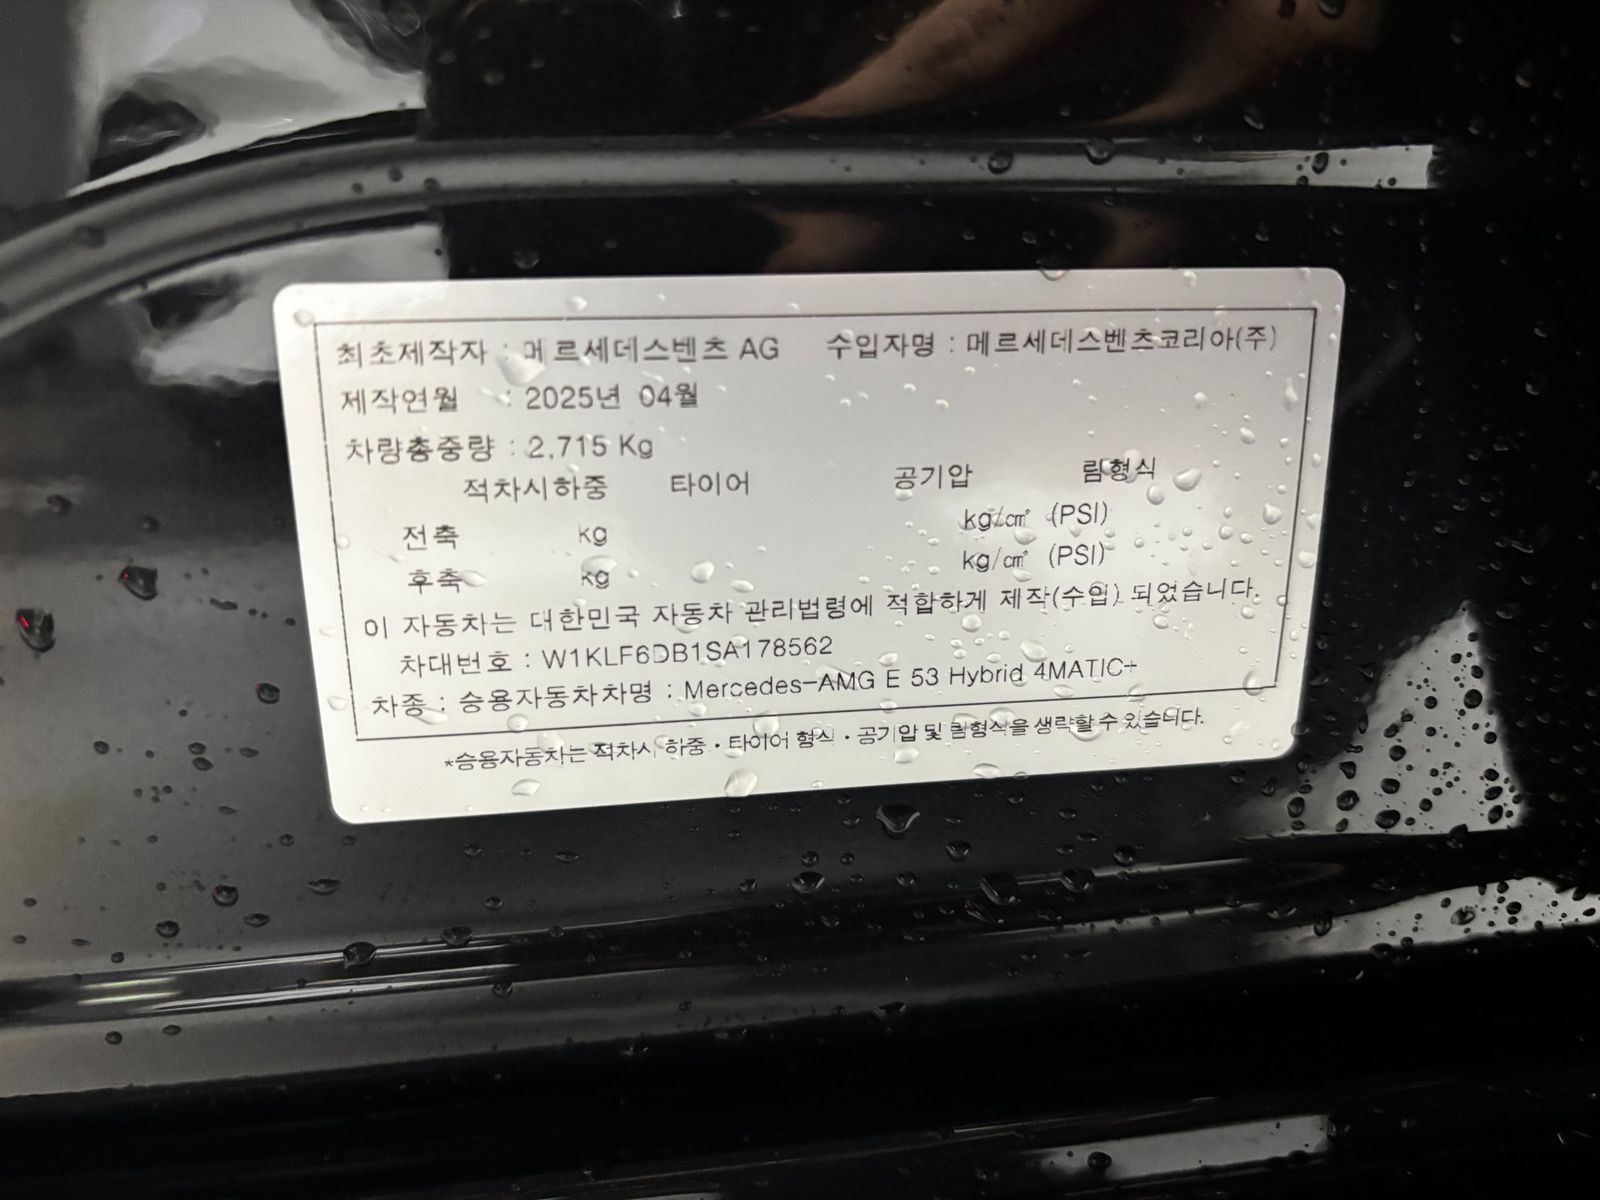 최초제작자 : 메르세데스벤츠 AG 수입자명 : 메르세데스벤츠코리아(주)
제작연월 : 2025년 04월
차량총중량 : 2,715 Kg
적차시하중 타이어 공기압 림형식
전축 kg kg/㎠ (PSI)
후축 kg kg/㎠ (PSI)
이 자동차는 대한민국 자동차 관리법령에 적합하게 제작(수입) 되었습니다.
차대번호 : W1KLF6DB1SA178562
차종 : 승용자동차차명 : Mercedes-AMG E 53 Hybrid 4MATIC+
*승용자동차는 적차시 하중·타이어 형식·공기압 및 림형식을 생략할 수 있습니다.